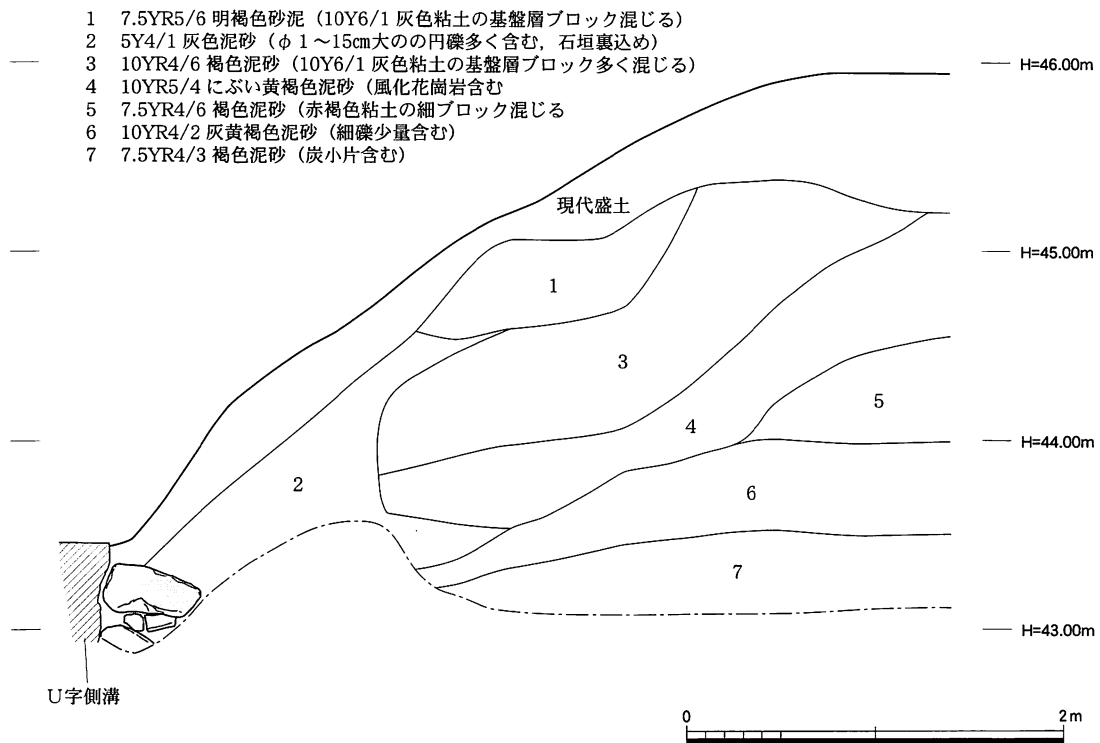 1 7.5YR5/6 明褐色砂泥（10Y6/1 灰色粘土の基盤層ブロック混じる）
2 5Y4/1 灰色泥砂（φ1～15㎝大のの円礫多く含む，石垣裏込め）
3 10YR4/6 褐色泥砂（10Y6/1 灰色粘土の基盤層ブロック多く混じる）
4 10YR5/4 にぶい黄褐色泥砂（風化花崗岩含む
5 7.5YR4/6 褐色泥砂（赤褐色粘土の細ブロック混じる
6 10YR4/2 灰黄褐色泥砂（細礫少量含む）
7 7.5YR4/3 褐色泥砂（炭小片含む）
H=46.00m
現代盛土
H=45.00m
1
3
5
4
H=44.00m
2
6
7
H=43.00m
U字側溝
0
2m